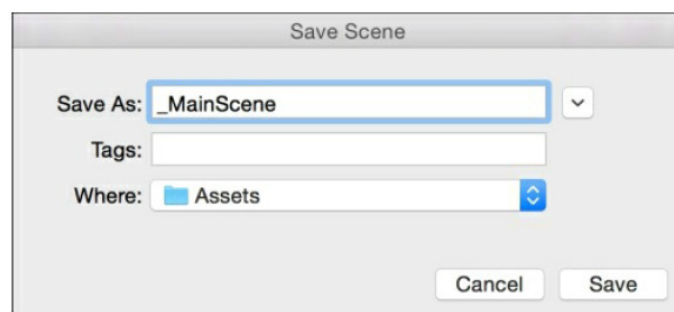 Save Scene
Save As: _MainScene
Tags:
Where: Assets
Cancel Save